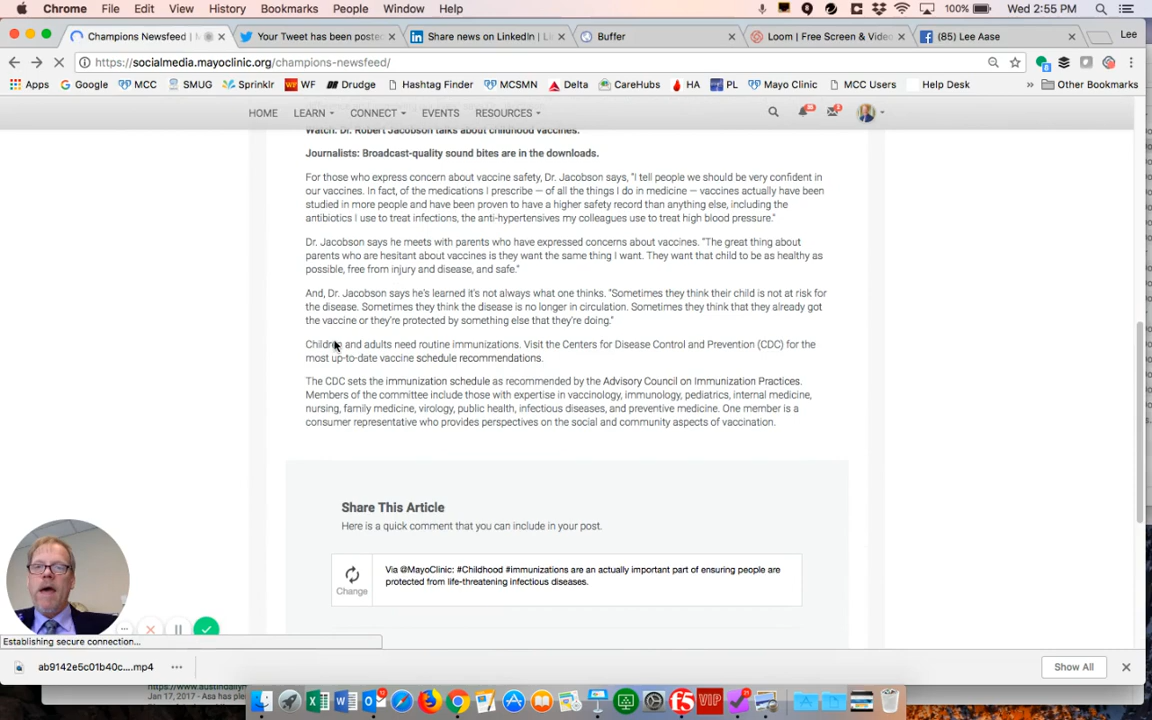 Chrome File Edit View History Bookmarks People Window Help 100% Wed 2:55 PM
Champions Newsfeed | Your Tweet has been poste Share news on LinkedIn | Li Buffer Loom | Free Screen & Video (85) Lee Aase Lee
https://socialmedia.mayoclinic.org/champions-newsfeed/
Apps Google MCC SMUG Sprinklr WF Drudge Hashtag Finder MCSMN Delta CareHubs HA PL Mayo Clinic MCC Users Help Desk » Other Bookmarks
HOME LEARN CONNECT EVENTS RESOURCES
Watch: Dr. Robert Jacobson talks about childhood vaccines.
Journalists: Broadcast-quality sound bites are in the downloads.
For those who express concern about vaccine safety, Dr. Jacobson says, "I tell people we should be very confident in
our vaccines. In fact, of the medications I prescribe — of all the things I do in medicine — vaccines actually have been
studied in more people and have been proven to have a higher safety record than anything else, including the
antibiotics I use to treat infections, the anti-hypertensives my colleagues use to treat high blood pressure."
Dr. Jacobson says he meets with parents who have expressed concerns about vaccines. "The great thing about
parents who are hesitant about vaccines is they want the same thing I want. They want that child to be as healthy as
possible, free from injury and disease, and safe."
And, Dr. Jacobson says he's learned it's not always what one thinks. "Sometimes they think their child is not at risk for
the disease. Sometimes they think the disease is no longer in circulation. Sometimes they think that they already got
the vaccine or they're protected by something else that they're doing."
Children and adults need routine immunizations. Visit the Centers for Disease Control and Prevention (CDC) for the
most up-to-date vaccine schedule recommendations.
The CDC sets the immunization schedule as recommended by the Advisory Council on Immunization Practices.
Members of the committee include those with expertise in vaccinology, immunology, pediatrics, internal medicine,
nursing, family medicine, virology, public health, infectious diseases, and preventive medicine. One member is a
consumer representative who provides perspectives on the social and community aspects of vaccination.
Share This Article
Here is a quick comment that you can include in your post.
Change
Via @MayoClinic: #Childhood #immunizations are an actually important part of ensuring people are
protected from life-threatening infectious diseases.
Establishing secure connection...
ab9142e5c01b40c....mp4
Show All
Jan 17, 2017 - Asa has ple
VIP